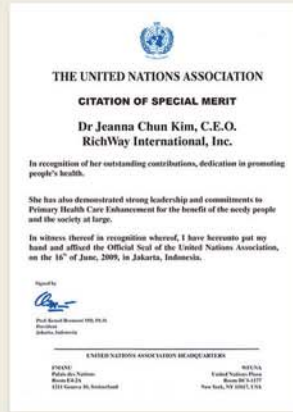 THE UNITED NATIONS ASSOCIATION
CITATION OF SPECIAL MERIT
Dr Jeanna Chun Kim, C.E.O.
RichWay International, Inc.
In recognition of her outstanding contributions, dedication in promoting
people's health.
She has also demonstrated strong leadership and commitments to
Primary Health Care Enhancement for the benefit of the needy people
and the society at large.
In witness thereof in recognition whereof, I have hereunto put my
hand and affixed the Official Seal of the United Nations Association,
on the 16th of June, 2009, in Jakarta, Indonesia.
Signed by
President
Jakarta, Indonesia
UNITED NATIONS ASSOCIATION HEADQUARTERS
Palais des Nations
1211 Geneva 10, Switzerland
WFUNA
United Nations Plaza
New York, NY 10017, USA